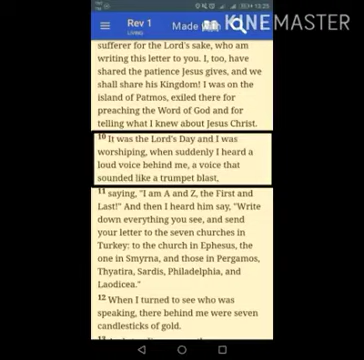 Rev 1
Made with
KINEMASTER
13:25
sufferer for the Lord's sake, who am
writing this letter to you. I, too, have
shared the patience Jesus gives, and we
shall share his Kingdom! I was on the
island of Patmos, exiled there for
preaching the Word of God and for
telling what I knew about Jesus Christ.
10 It was the Lord's Day and I was
worshiping, when suddenly I heard a
loud voice behind me, a voice that
sounded like a trumpet blast,
11 saying, "I am A and Z, the First and
Last!" And then I heard him say, "Write
down everything you see, and send
your letter to the seven churches in
Turkey: to the church in Ephesus, the
one in Smyrna, and those in Pergamos,
Thyatira, Sardis, Philadelphia, and
Laodicea."
12 When I turned to see who was
speaking, there behind me were seven
candlesticks of gold.